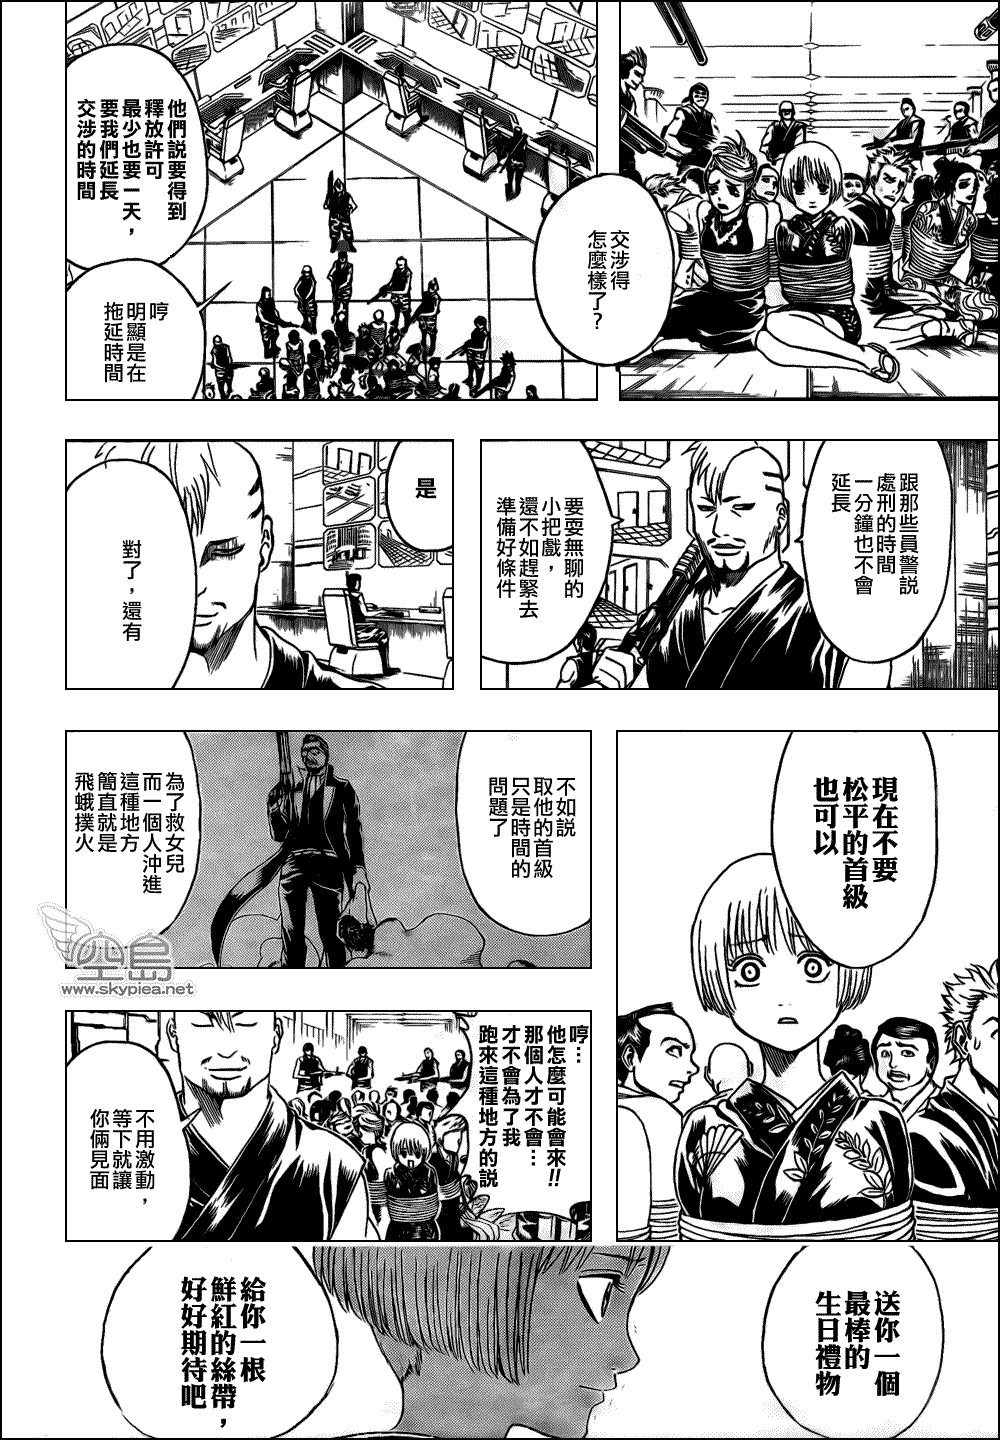 交涉得
怎麼樣了？
他們說要得到
釋放許可
最少也要一天，
要我們延長
交涉的時間
哼
明顯是在
拖延時間
跟那些員警說
處刑的時間
一分鐘也不會
延長
要耍無聊的
小把戲，
還不如趕緊去
準備好條件
是
對了，還有
現在不要
松平的首級
也可以
不如說
取他的首級
只是時間的
問題了
為了救女兒
而一個人沖進
這種地方
簡直就是
飛蛾撲火
……
哼…
他怎麼可能會來!!
那個人才不會…
才不會為了我
跑來這種地方的說
不用激動，
等下就讓
你倆見面
送你一個
最棒的
生日禮物
給你一根
鮮紅的絲帶，
好好期待吧
空島
www.skypiea.net